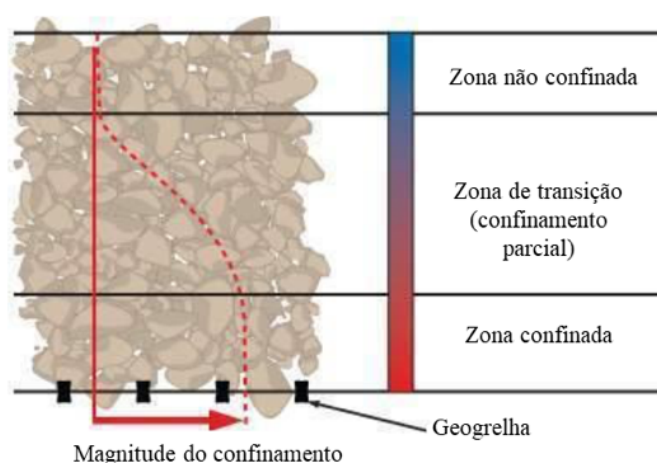 Zona não confinada
Zona de transição
(confinamento
parcial)
Zona confinada
Geogrelha
Magnitude do confinamento